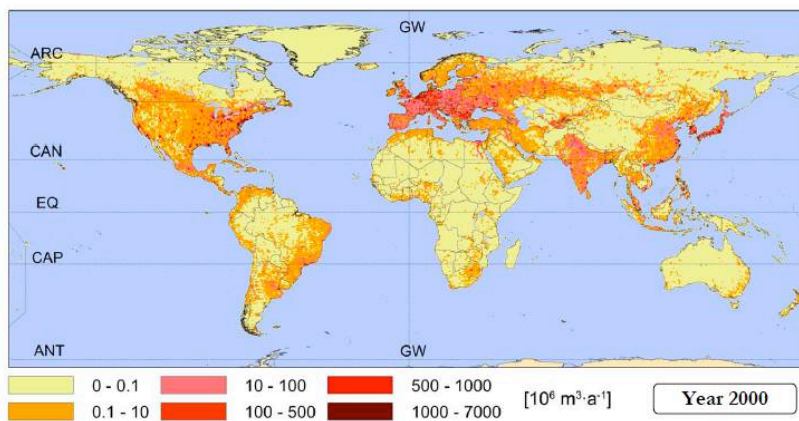 GW
ARC
CAN
EQ
CAP
ANT
GW
0 - 0.1 10 - 100 500 - 1000 [10⁶ m³·a⁻¹] Year 2000
0.1 - 10 100 - 500 1000 - 7000